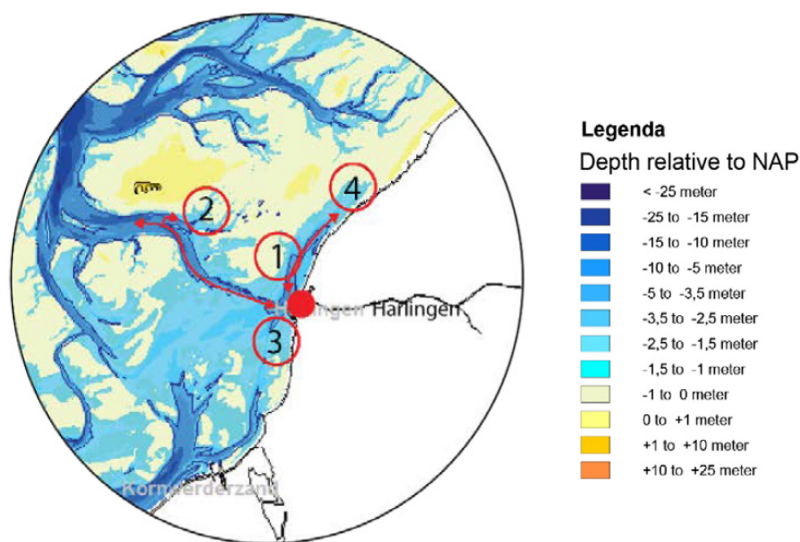 2
4
1
Harlingen Harlingen
3
Kornwerderzand
Legenda
Depth relative to NAP
< -25 meter
-25 to -15 meter
-15 to -10 meter
-10 to -5 meter
-5 to -3,5 meter
-3,5 to -2,5 meter
-2,5 to -1,5 meter
-1,5 to -1 meter
-1 to 0 meter
0 to +1 meter
+1 to +10 meter
+10 to +25 meter